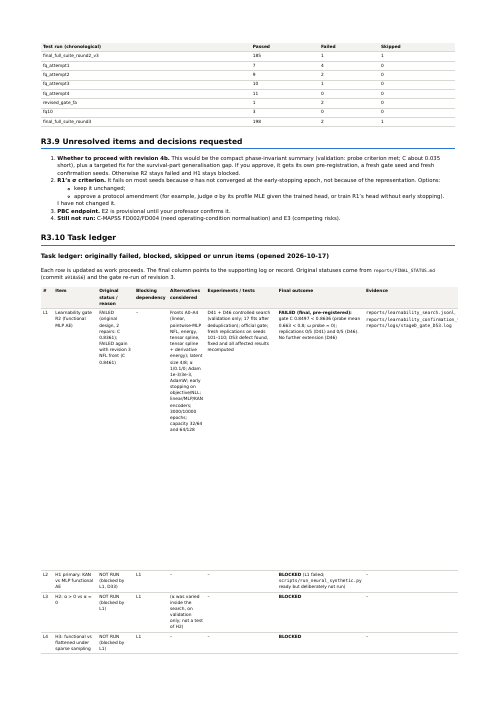 Test run (chronological) Passed Failed Skipped
final_full_suite_round2_v3 185 1 1
fq_attempt1 7 4 0
fq_attempt2 9 2 0
fq_attempt3 10 1 0
fq_attempt4 11 0 0
revised_gate_fa 1 2 0
fq10 3 0 0
final_full_suite_round3 198 2 1
R3.9 Unresolved items and decisions requested
1. Whether to proceed with revision 4b. This would be the compact phase-invariant summary (validation: probe criterion met; C about 0.035
short), plus a targeted fix for the survival-part generalisation gap. If you approve, it gets its own pre-registration, a fresh gate seed and fresh
confirmation seeds. Otherwise R2 stays failed and H1 stays blocked.
2. R1's σ criterion. It fails on most seeds because σ has not converged at the early-stopping epoch, not because of the representation. Options:
keep it unchanged;
approve a protocol amendment (for example, judge σ by its profile MLE given the trained head, or train R1's head without early stopping).
I have not changed it.
3. PBC endpoint. E2 is provisional until your professor confirms it.
4. Still not run: C-MAPSS FD002/FD004 (need operating-condition normalisation) and E3 (competing risks).
R3.10 Task ledger
Task ledger: originally failed, blocked, skipped or unrun items (opened 2026-10-17)
Each row is updated as work proceeds. The final column points to the supporting log or record. Original statuses come from reports/FINAL_STATUS.md
(commit a918a56) and the gate re-run of revision 3.
# Item Original status / reason Blocking dependency Alternatives considered Experiments / tests Final outcome Evidence
L1 Learnability gate R2 (functional MLP AE) FAILED (original design, 2 repairs: C 0.8361); FAILED again with revision 3 NFL front (C 0.8461) – Fronts A0–A4 (linear, pointwise-MLP NFL, energy, tensor spline, tensor spline + derivative energy); latent size 4/8; α 1/0.1/0; Adam 1e-3/3e-3, AdamW; early stopping on objective/NLL; linear/MLP/KAN encoders; 3000/10000 epochs; capacity 32/64 and 64/128 D41 + D46 controlled search (validation only; 17 fits after deduplication); official gate; fresh replications on seeds 101–110; D53 defect found, fixed and all affected results recomputed FAILED (final, pre-registered): gate C 0.8497 < 0.8636 (probe mean 0.663 < 0.8; ω probe ≈ 0); replications 0/5 (D41) and 0/5 (D46). No further extension (D46) reports/learnability_search.json, reports/learnability_confirmation reports/logs/stage0_gate_D53.log
L2 H1 primary: KAN vs MLP functional AE NOT RUN (blocked by L1, D33) L1 – – BLOCKED (L1 failed; scripts/run_neural_synthetic.py ready but deliberately not run) –
L3 H2: α > 0 vs α = 0 NOT RUN (blocked by L1) L1 (α was varied inside the search, on validation only; not a test of H2) – BLOCKED –
L4 H3: functional vs flattened under sparse sampling NOT RUN (blocked by L1) L1 – – BLOCKED –